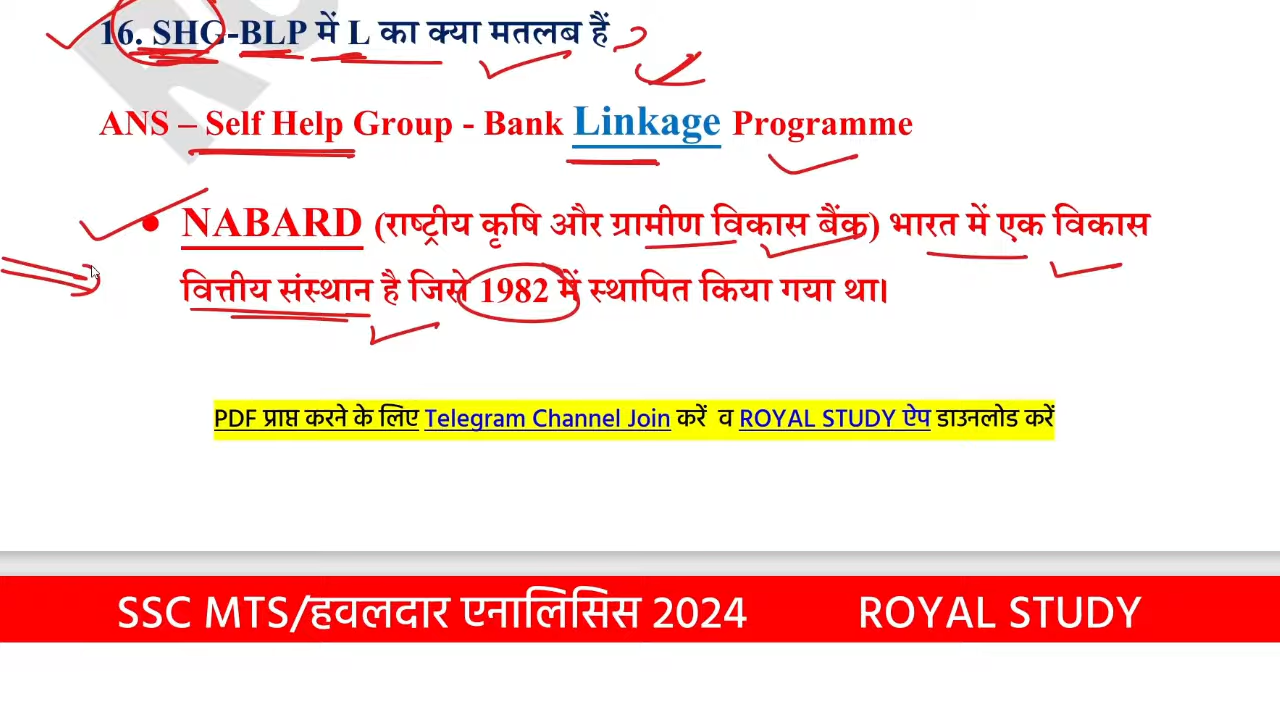 16. SHG-BLP में L का क्या मतलब हैं ?
ANS – Self Help Group - Bank Linkage Programme
• NABARD (राष्ट्रीय कृषि और ग्रामीण विकास बैंक) भारत में एक विकास
वित्तीय संस्थान है जिसे 1982 में स्थापित किया गया था।
PDF प्राप्त करने के लिए Telegram Channel Join करें व ROYAL STUDY ऐप डाउनलोड करें
SSC MTS/हवलदार एनालिसिस 2024 ROYAL STUDY